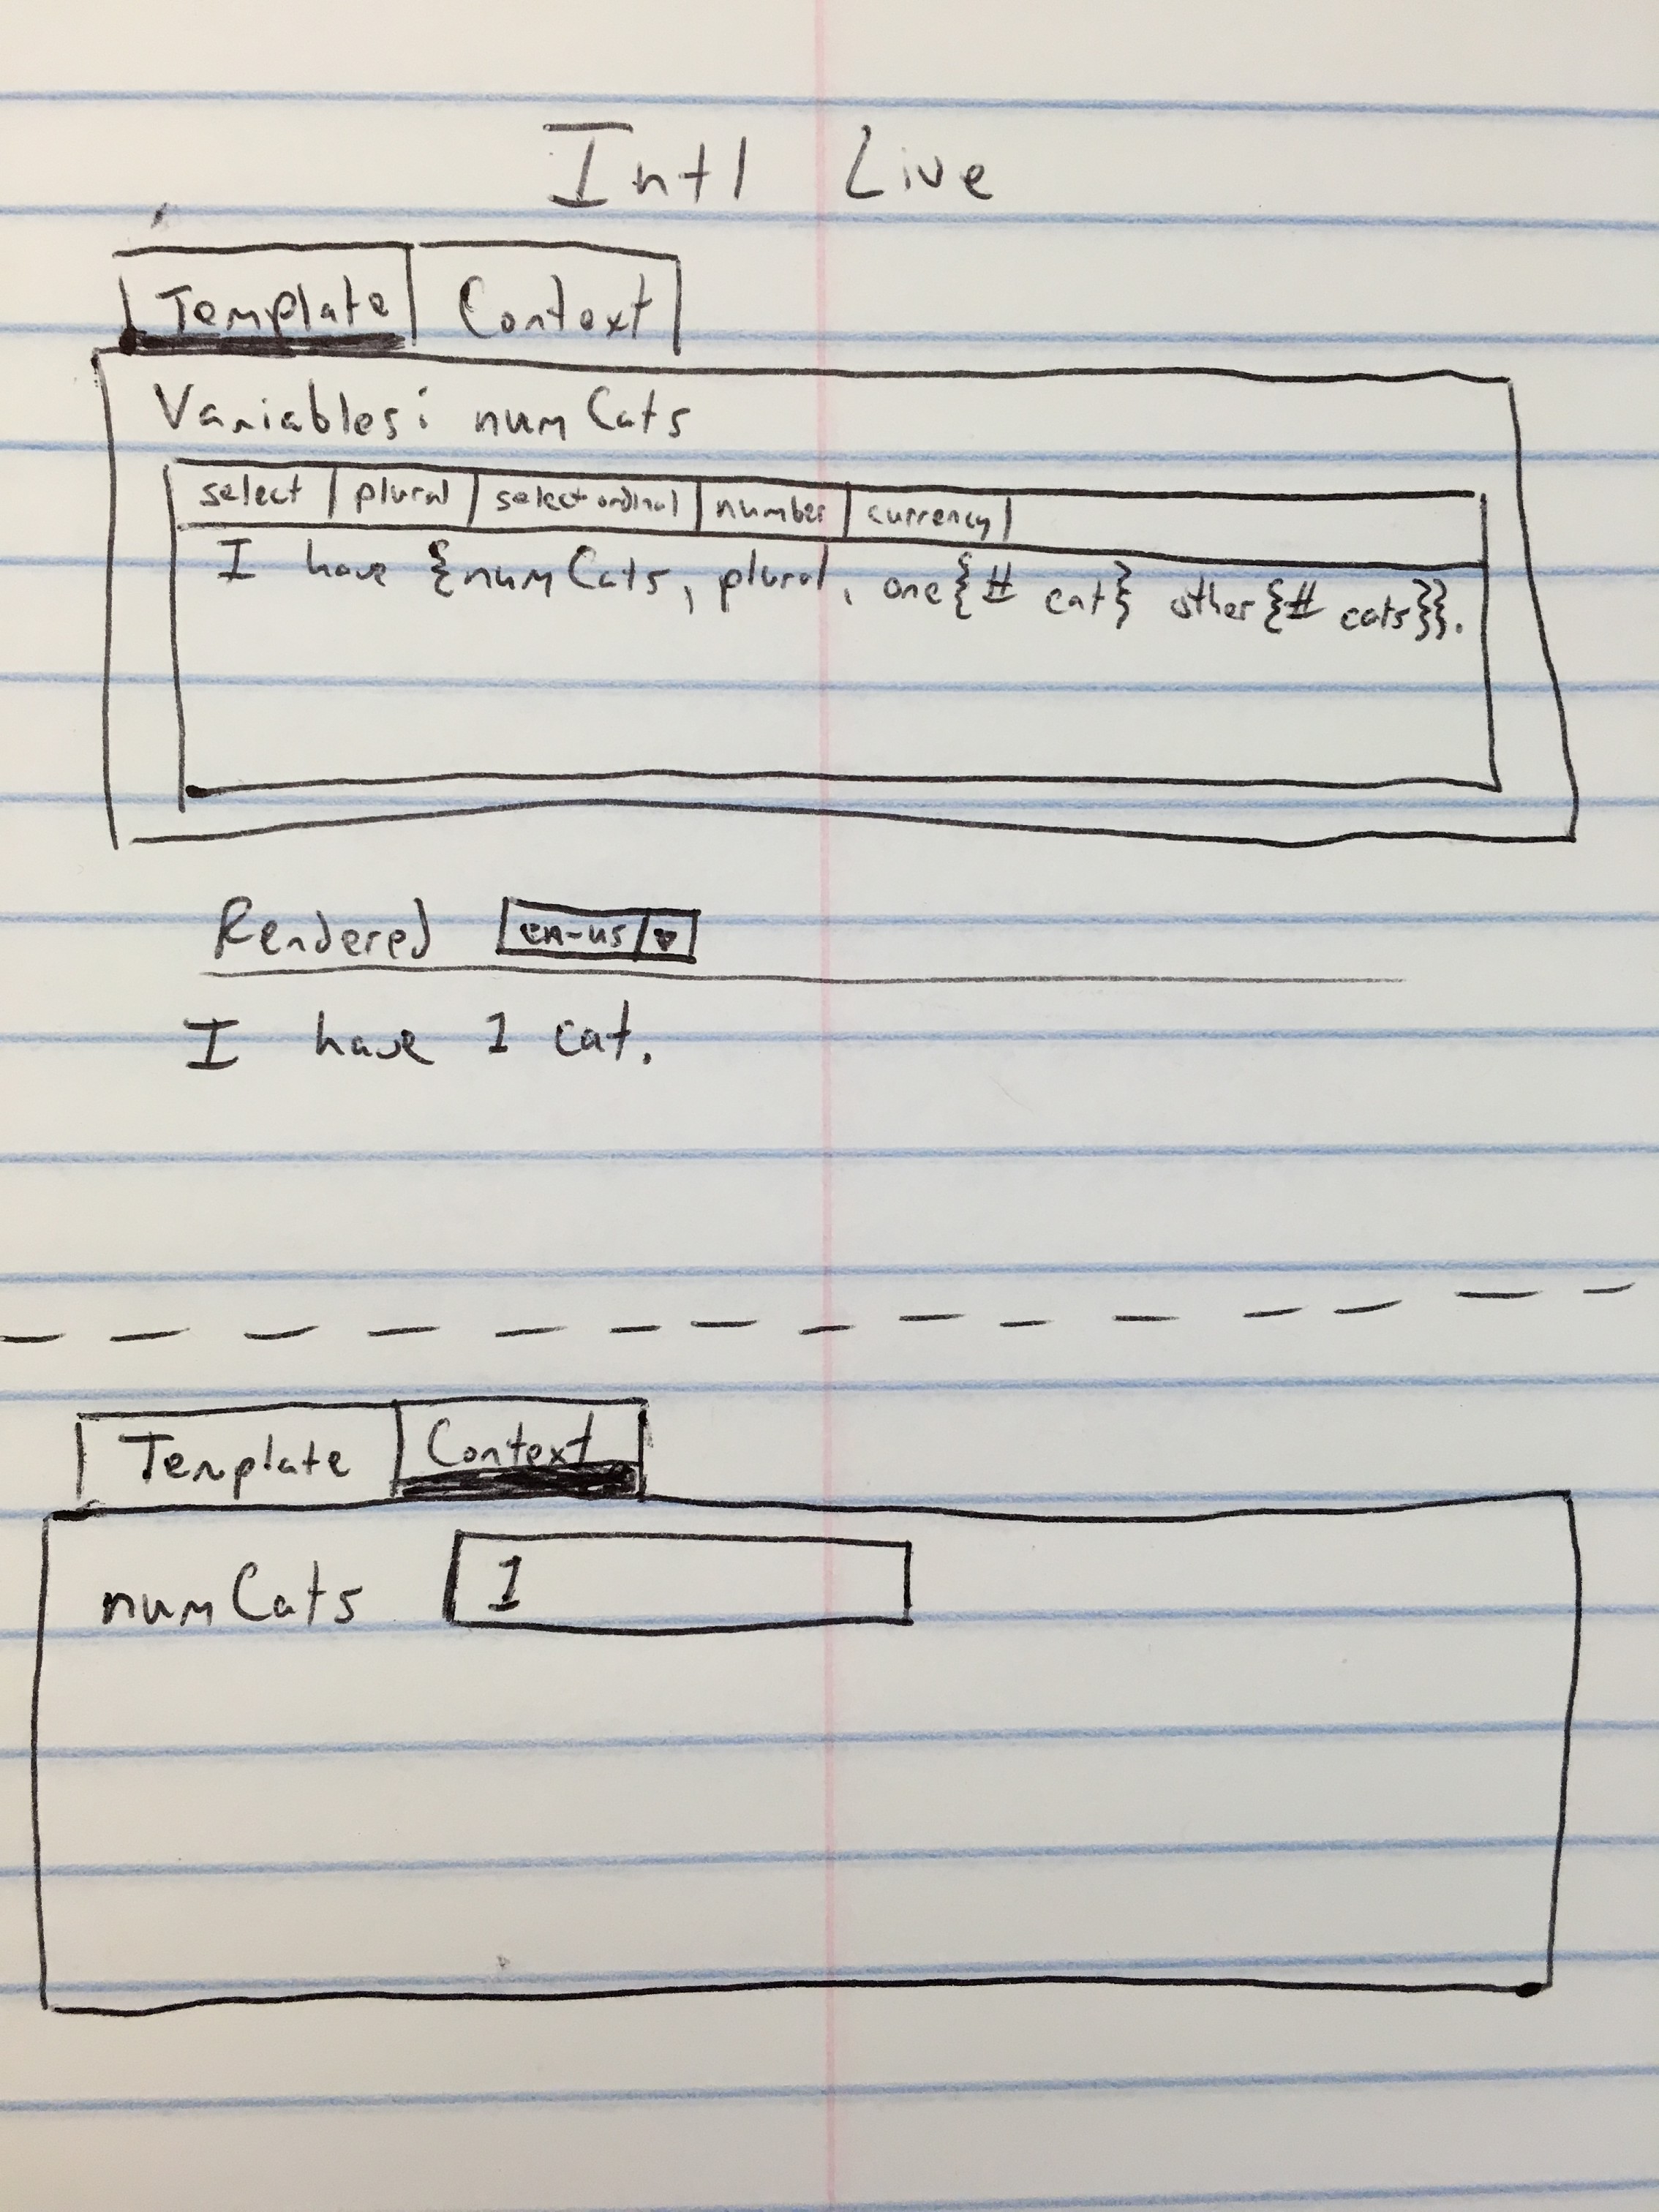 Intl Live
Template Context
Variables: numCats
select plural selectordinal number currency
I have {numCats, plural, one{# cat} other{# cats}}.
Rendered en-us
I have 1 cat.
Template Context
numCats 1